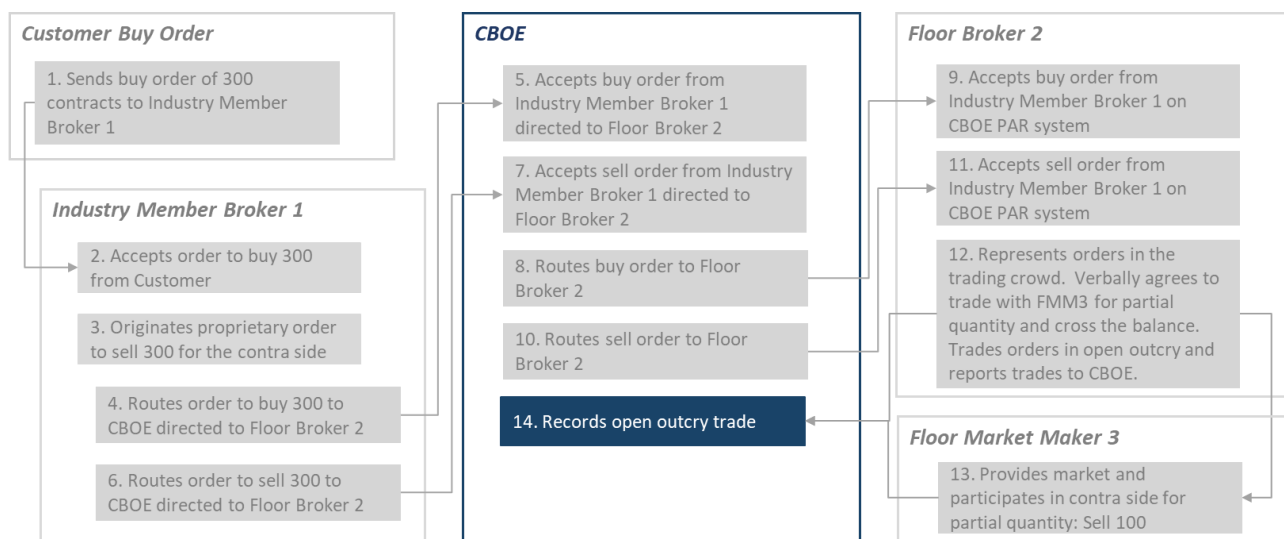 Customer Buy Order
1. Sends buy order of 300
contracts to Industry Member
Broker 1
Industry Member Broker 1
2. Accepts order to buy 300
from Customer
3. Originates proprietary order
to sell 300 for the contra side
4. Routes order to buy 300 to
CBOE directed to Floor Broker 2
6. Routes order to sell 300 to
CBOE directed to Floor Broker 2
CBOE
5. Accepts buy order from
Industry Member Broker 1
directed to Floor Broker 2
7. Accepts sell order from Industry
Member Broker 1 directed to
Floor Broker 2
8. Routes buy order to Floor
Broker 2
10. Routes sell order to Floor
Broker 2
14. Records open outcry trade
Floor Broker 2
9. Accepts buy order from
Industry Member Broker 1 on
CBOE PAR system
11. Accepts sell order from
Industry Member Broker 1 on
CBOE PAR system
12. Represents orders in the
trading crowd.  Verbally agrees to
trade with FMM3 for partial
quantity and cross the balance.
Trades orders in open outcry and
reports trades to CBOE.
Floor Market Maker 3
13. Provides market and
participates in contra side for
partial quantity: Sell 100